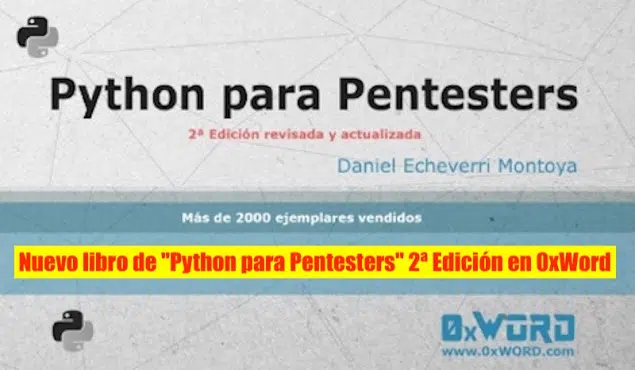 Python para Pentesters
2ª Edición revisada y actualizada
Daniel Echeverri Montoya
Más de 2000 ejemplares vendidos
Nuevo libro de "Python para Pentesters" 2ª Edición en 0xWord
0xWORD
www.0xWORD.com